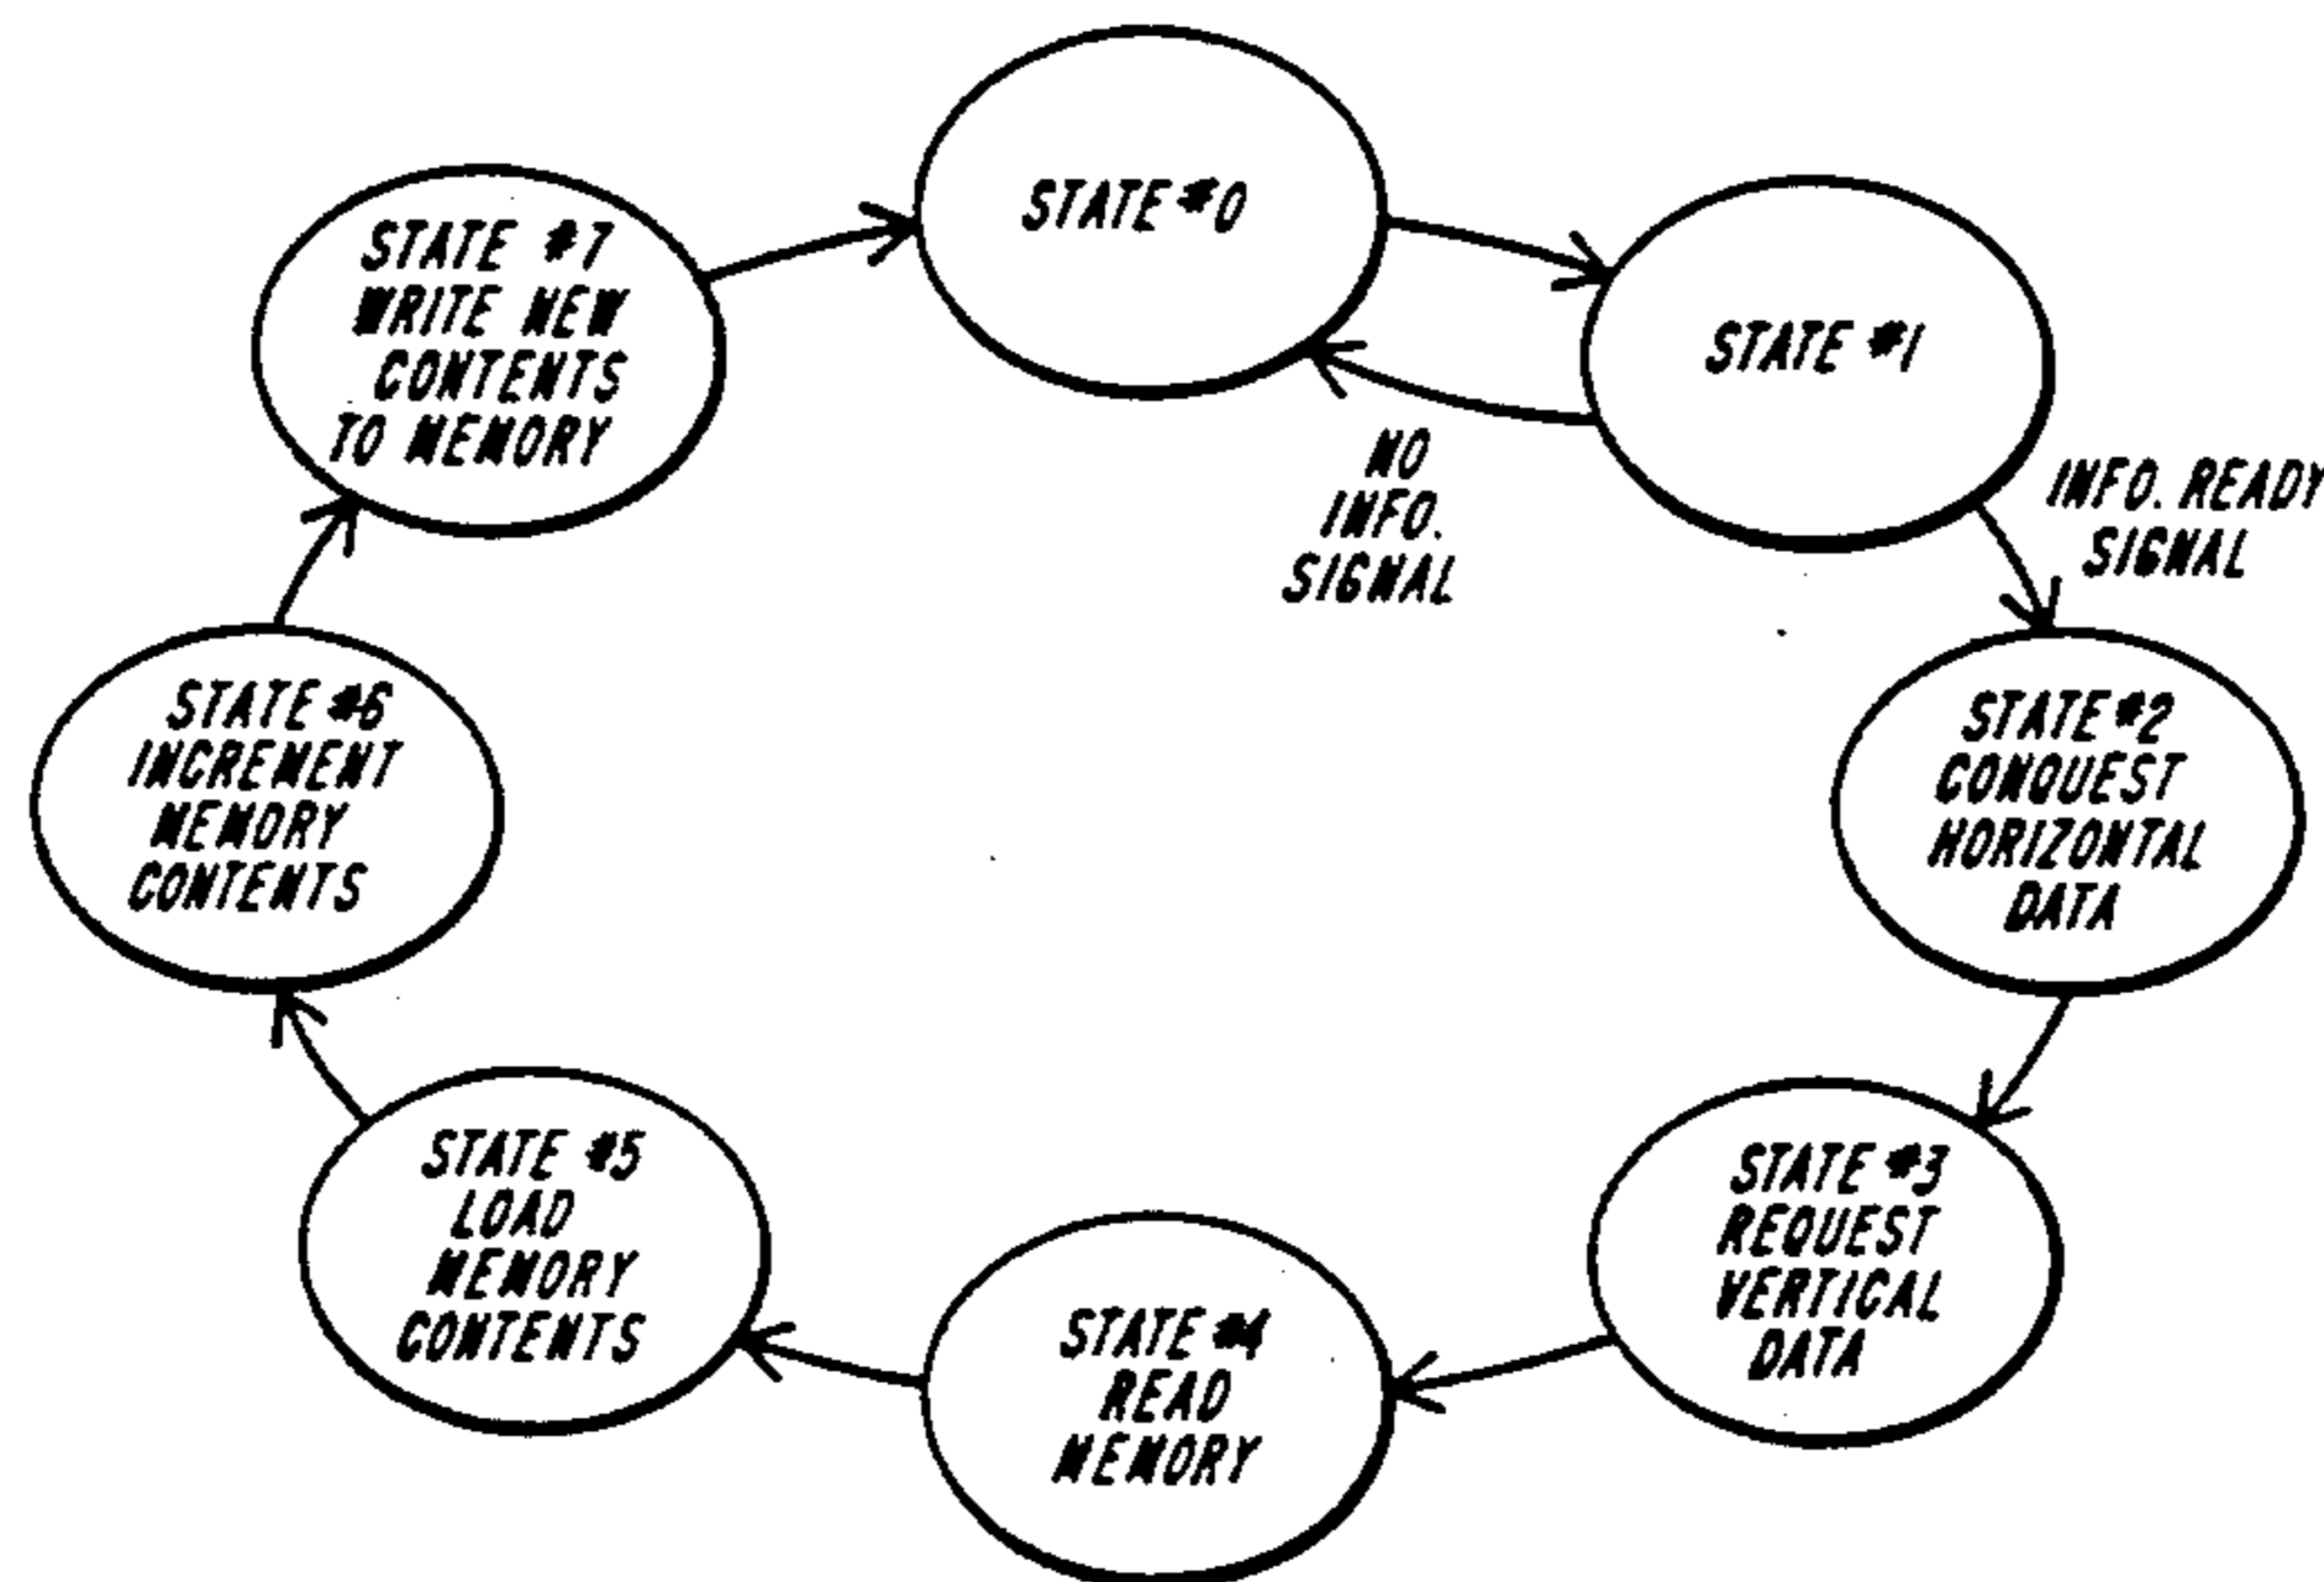 STATE #0
STATE #1
NO
INFO.
SIGNAL
INFO. READY
SIGNAL
STATE #2
CONQUEST
HORIZONTAL
DATA
STATE #3
REQUEST
VERTICAL
DATA
STATE #4
READ
MEMORY
STATE #5
LOAD
MEMORY
CONTENTS
STATE #6
INCREMENT
MEMORY
CONTENTS
STATE #7
WRITE NEW
CONTENTS
TO MEMORY